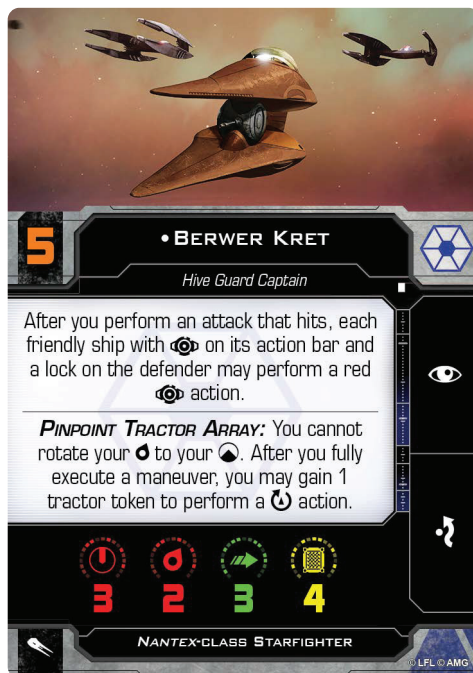 5
•Berwer Kret
Hive Guard Captain
After you perform an attack that hits, each
friendly ship with on its action bar and
a lock on the defender may perform a red
action.
Pinpoint Tractor Array: You cannot
rotate your to your . After you fully
execute a maneuver, you may gain 1
tractor token to perform a action.
3 2 3 4
Nantex-class Starfighter
© LFL © AMG